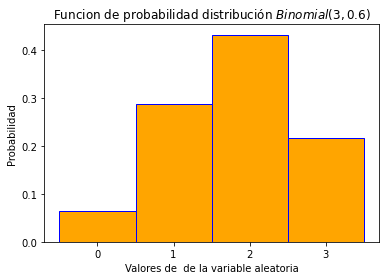 Funcion de probabilidad distribución Binomial(3, 0.6)
Probabilidad
0.4
0.3
0.2
0.1
0.0
0 1 2 3
Valores de de la variable aleatoria